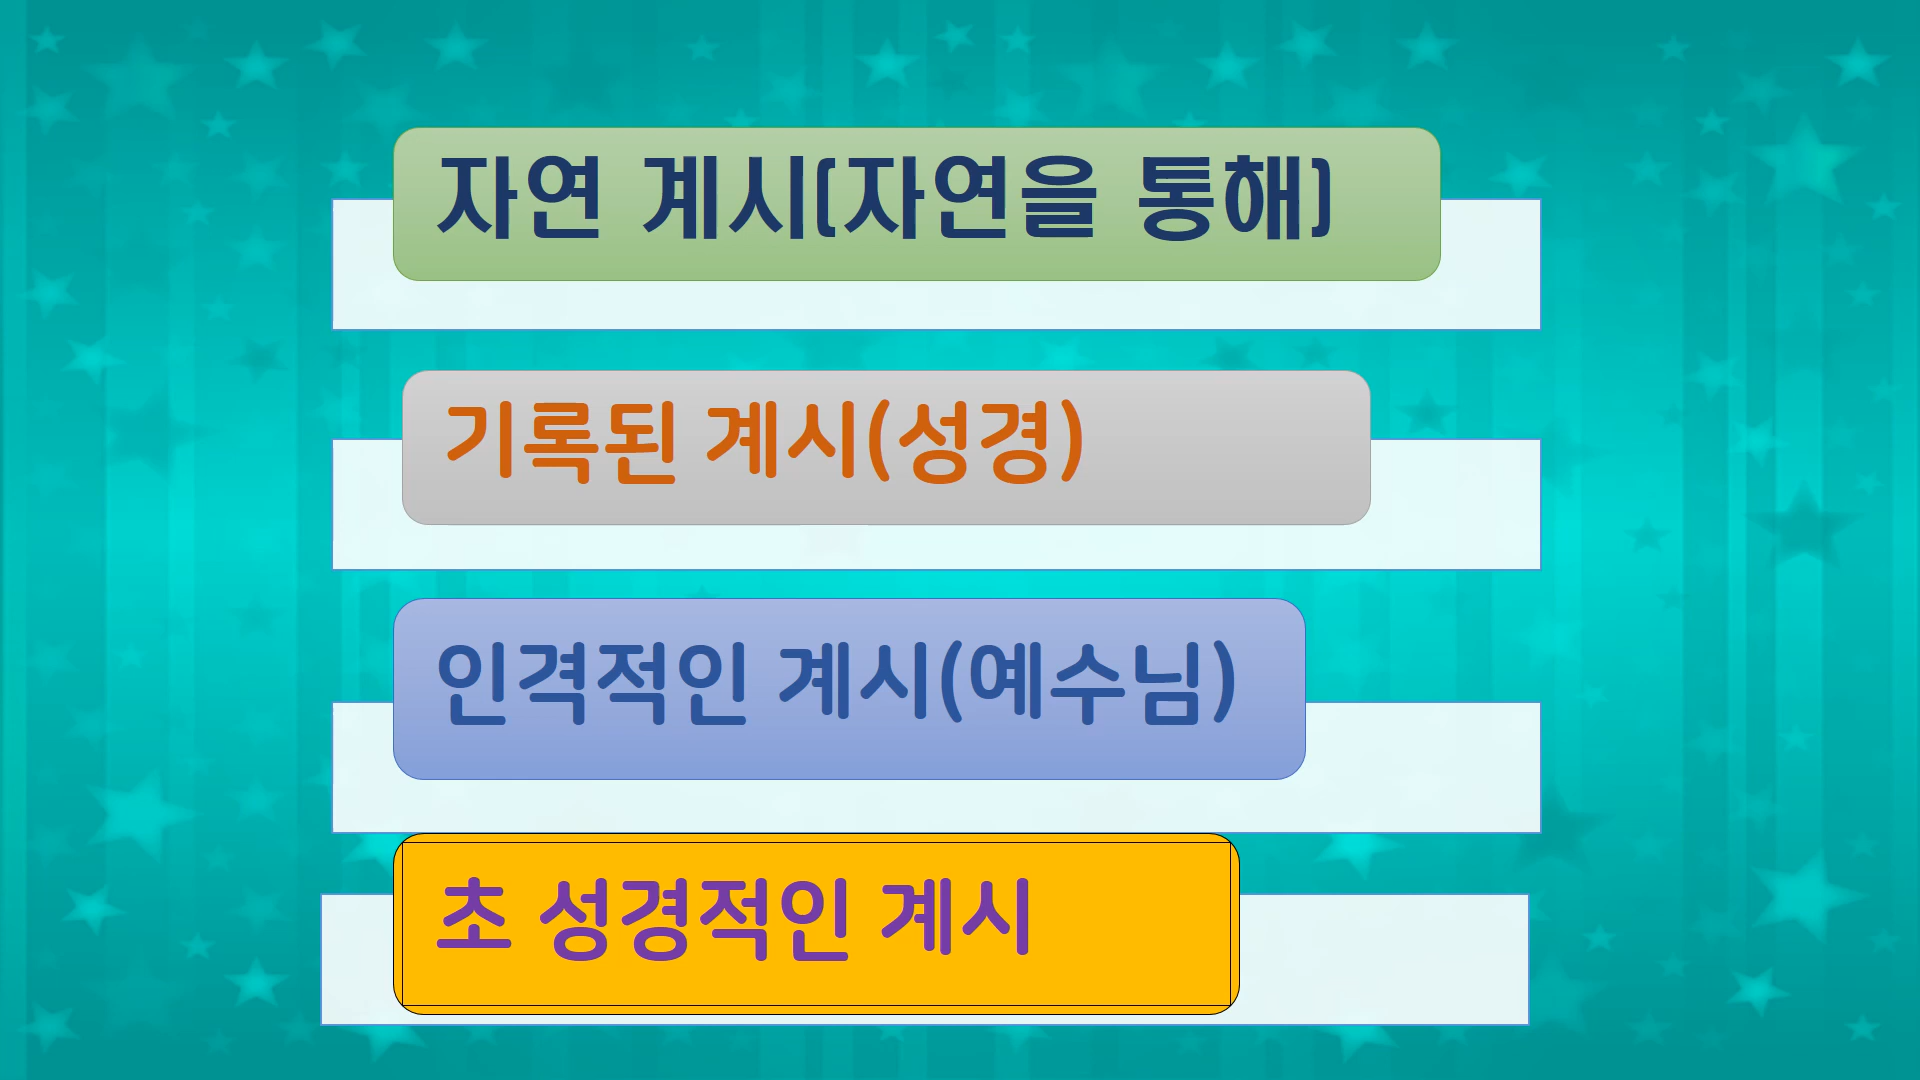 자연 계시(자연을 통해)
기록된 계시(성경)
인격적인 계시(예수님)
초 성경적인 계시